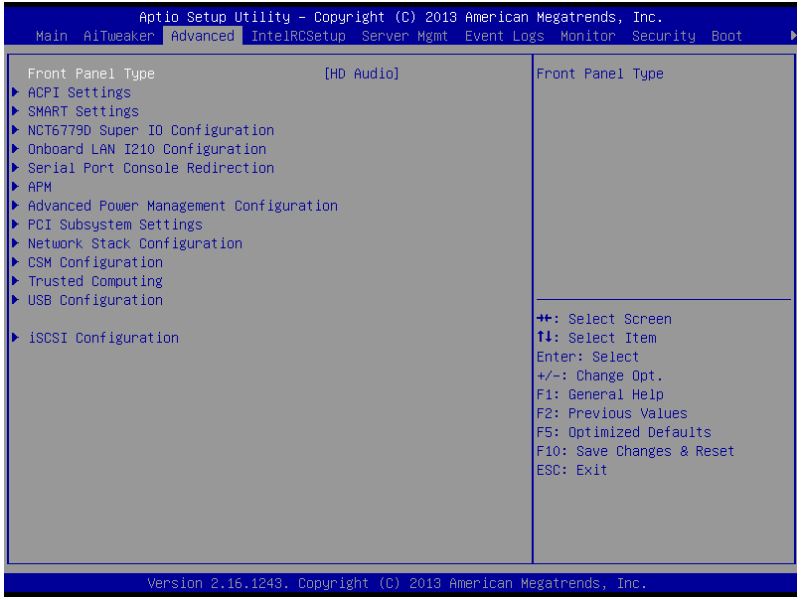 Aptio Setup Utility – Copyright (C) 2013 American Megatrends, Inc.
Main AiTweaker Advanced IntelRCSetup Server Mgmt Event Logs Monitor Security Boot
Front Panel Type [HD Audio]
ACPI Settings
SMART Settings
NCT6779D Super IO Configuration
Onboard LAN I210 Configuration
Serial Port Console Redirection
APM
Advanced Power Management Configuration
PCI Subsystem Settings
Network Stack Configuration
CSM Configuration
Trusted Computing
USB Configuration
iSCSI Configuration
Front Panel Type
→←: Select Screen
↑↓: Select Item
Enter: Select
+/-: Change Opt.
F1: General Help
F2: Previous Values
F5: Optimized Defaults
F10: Save Changes & Reset
ESC: Exit
Version 2.16.1243. Copyright (C) 2013 American Megatrends, Inc.